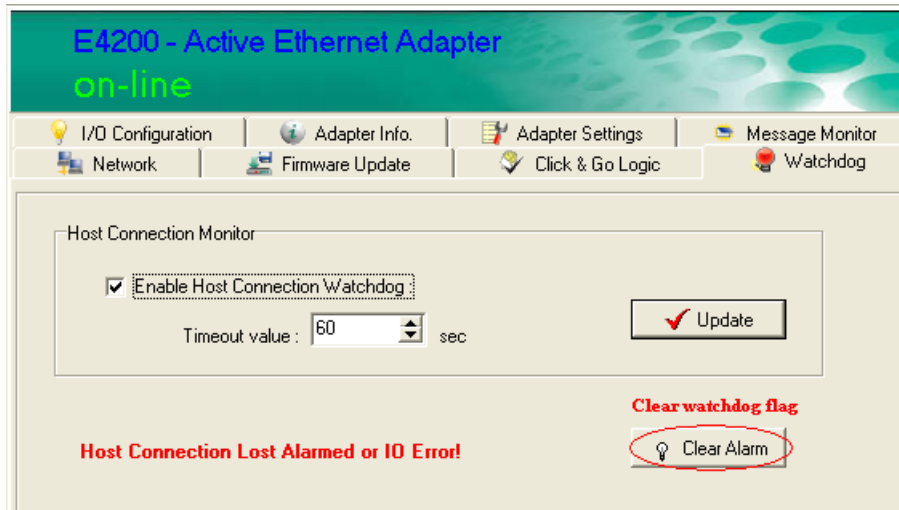 E4200 - Active Ethernet Adapter
on-line
I/O Configuration
Adapter Info.
Adapter Settings
Message Monitor
Network
Firmware Update
Click & Go Logic
Watchdog
Host Connection Monitor
Enable Host Connection Watchdog :
Timeout value : 60 sec
Update
Clear watchdog flag
Host Connection Lost Alarmed or IO Error!
Clear Alarm